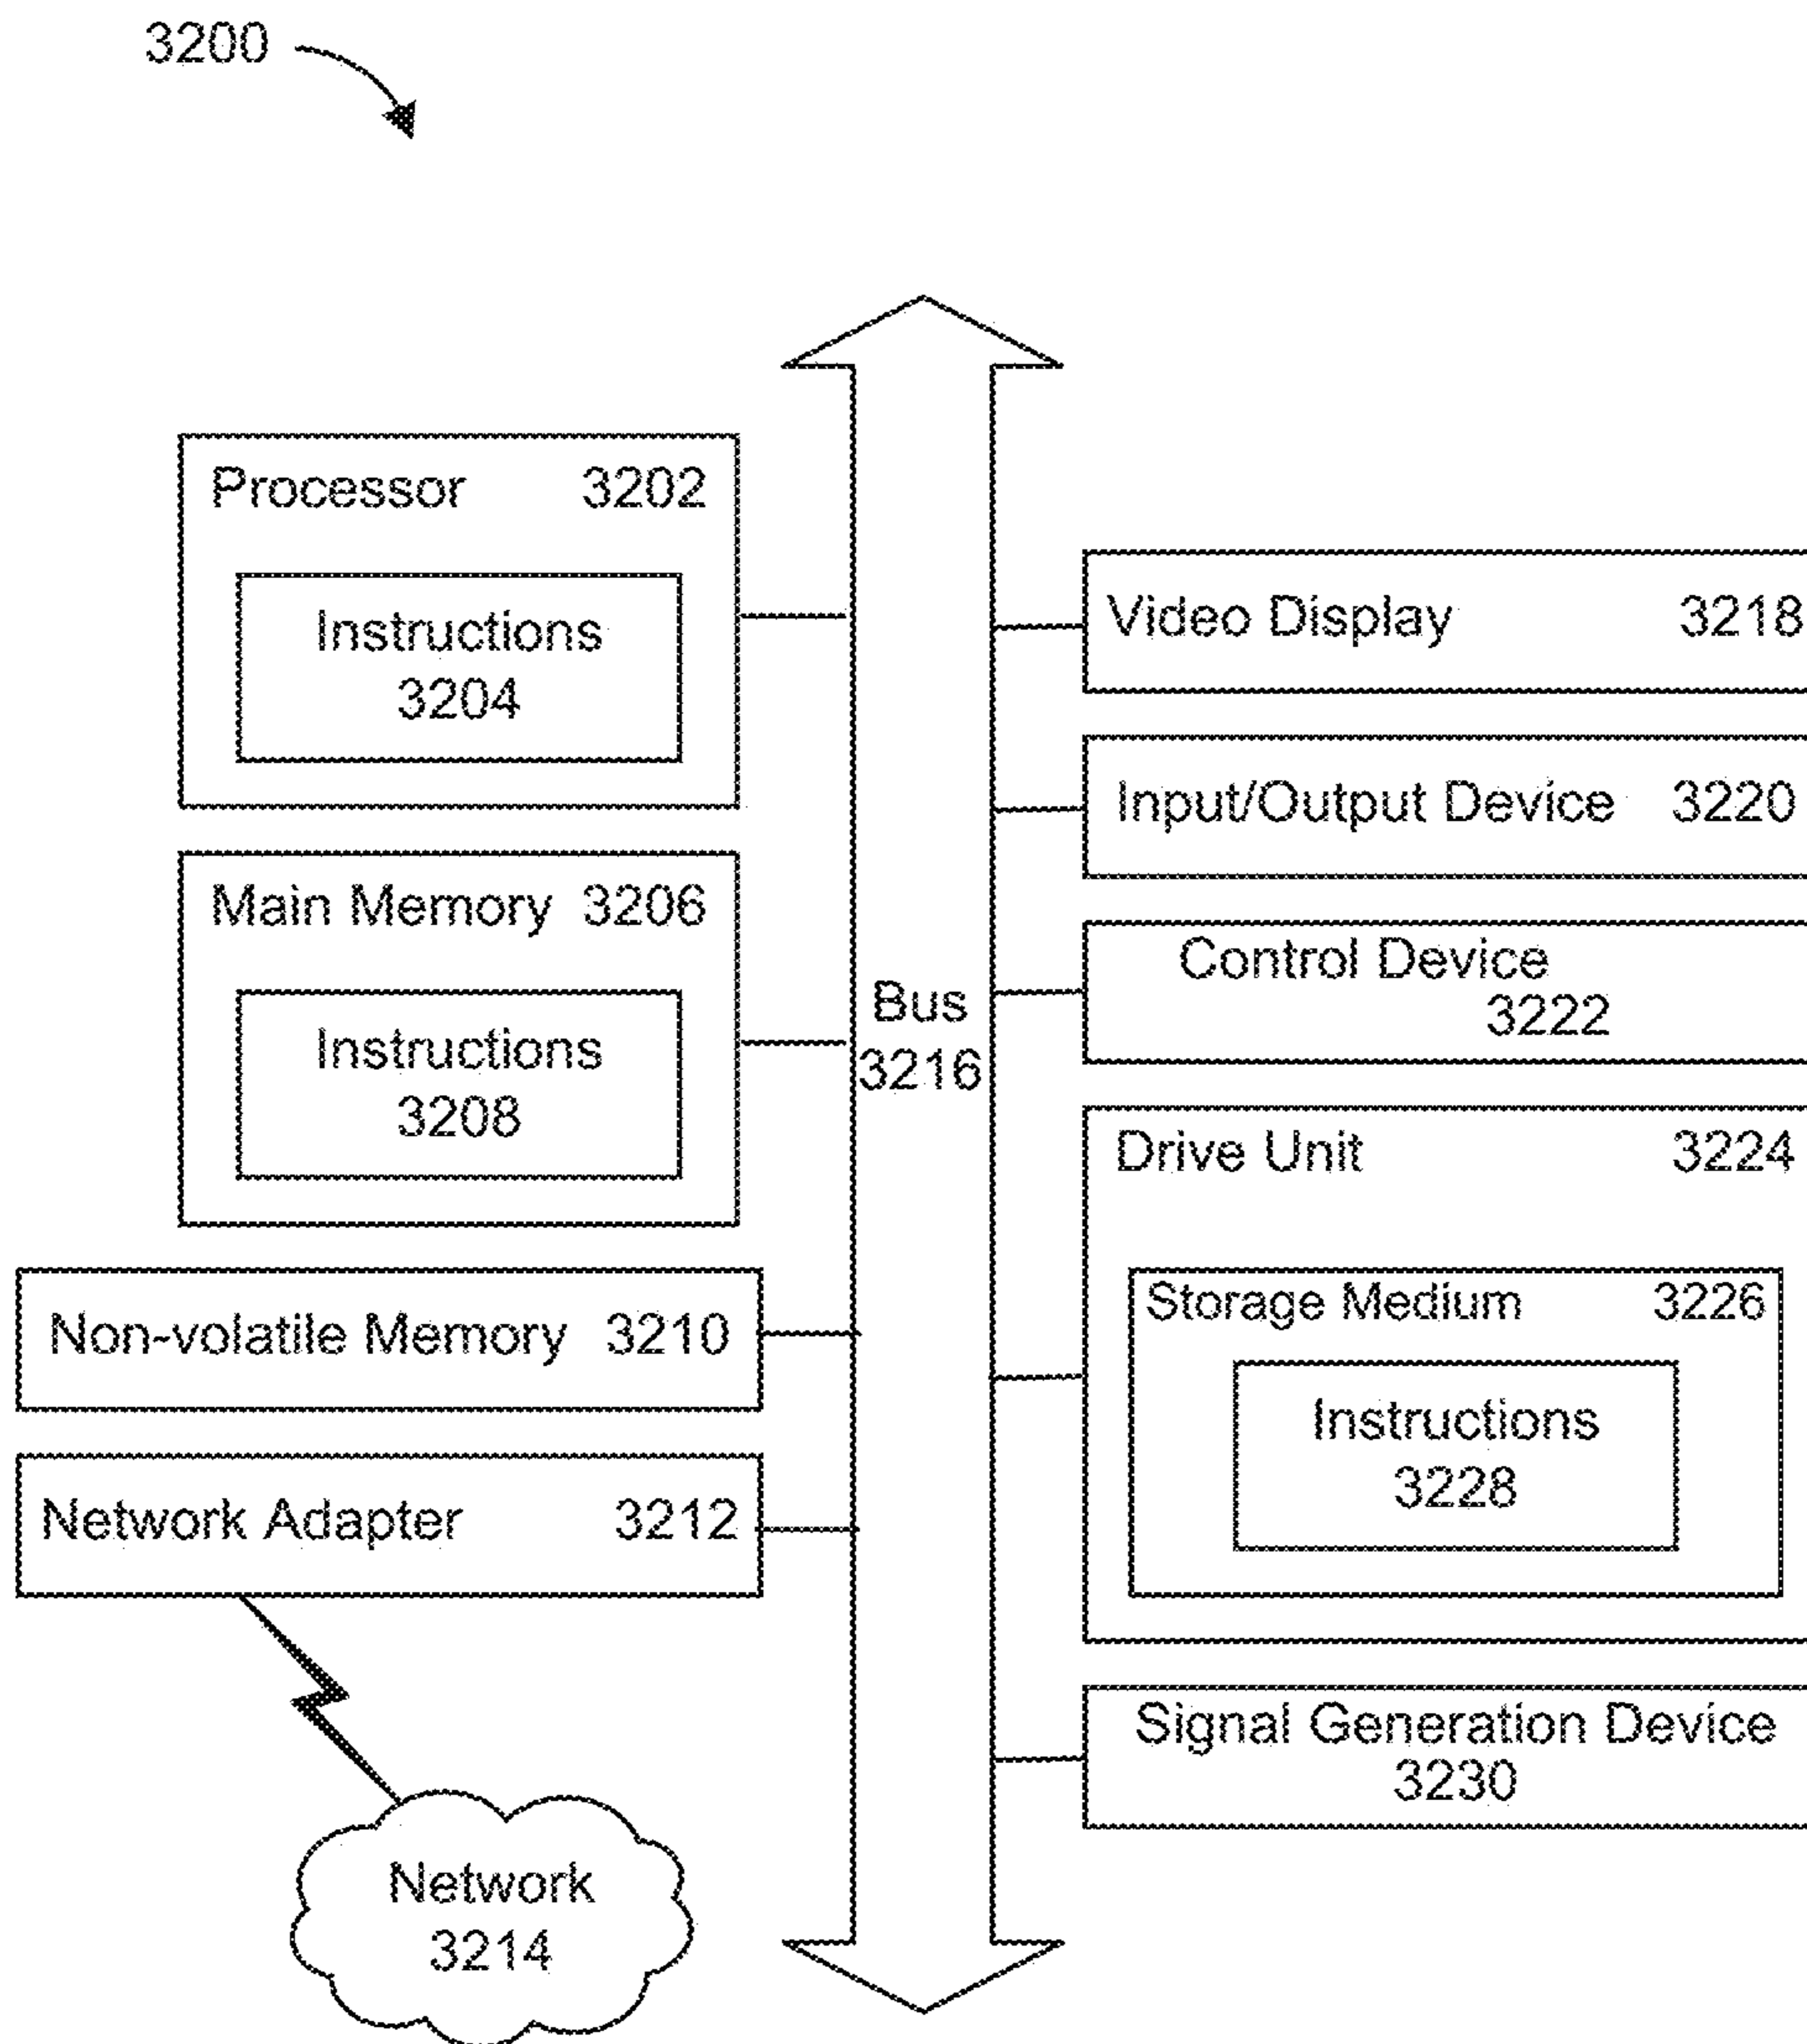 3200
Processor 3202
Instructions
3204
Main Memory 3206
Instructions
3208
Non-volatile Memory 3210
Network Adapter 3212
Network
3214
Bus
3216
Video Display 3218
Input/Output Device 3220
Control Device
3222
Drive Unit 3224
Storage Medium 3226
Instructions
3228
Signal Generation Device
3230